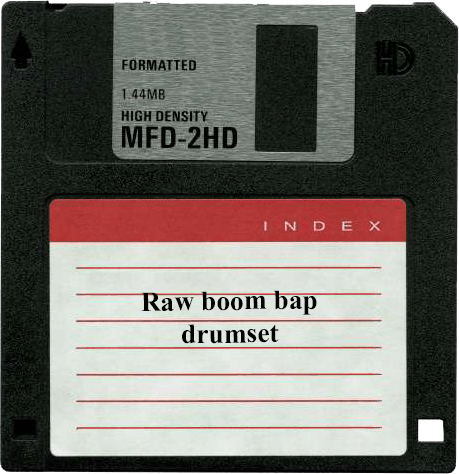 HD
FORMATTED
1.44MB
HIGH DENSITY
MFD-2HD
INDEX
Raw boom bap
drumset